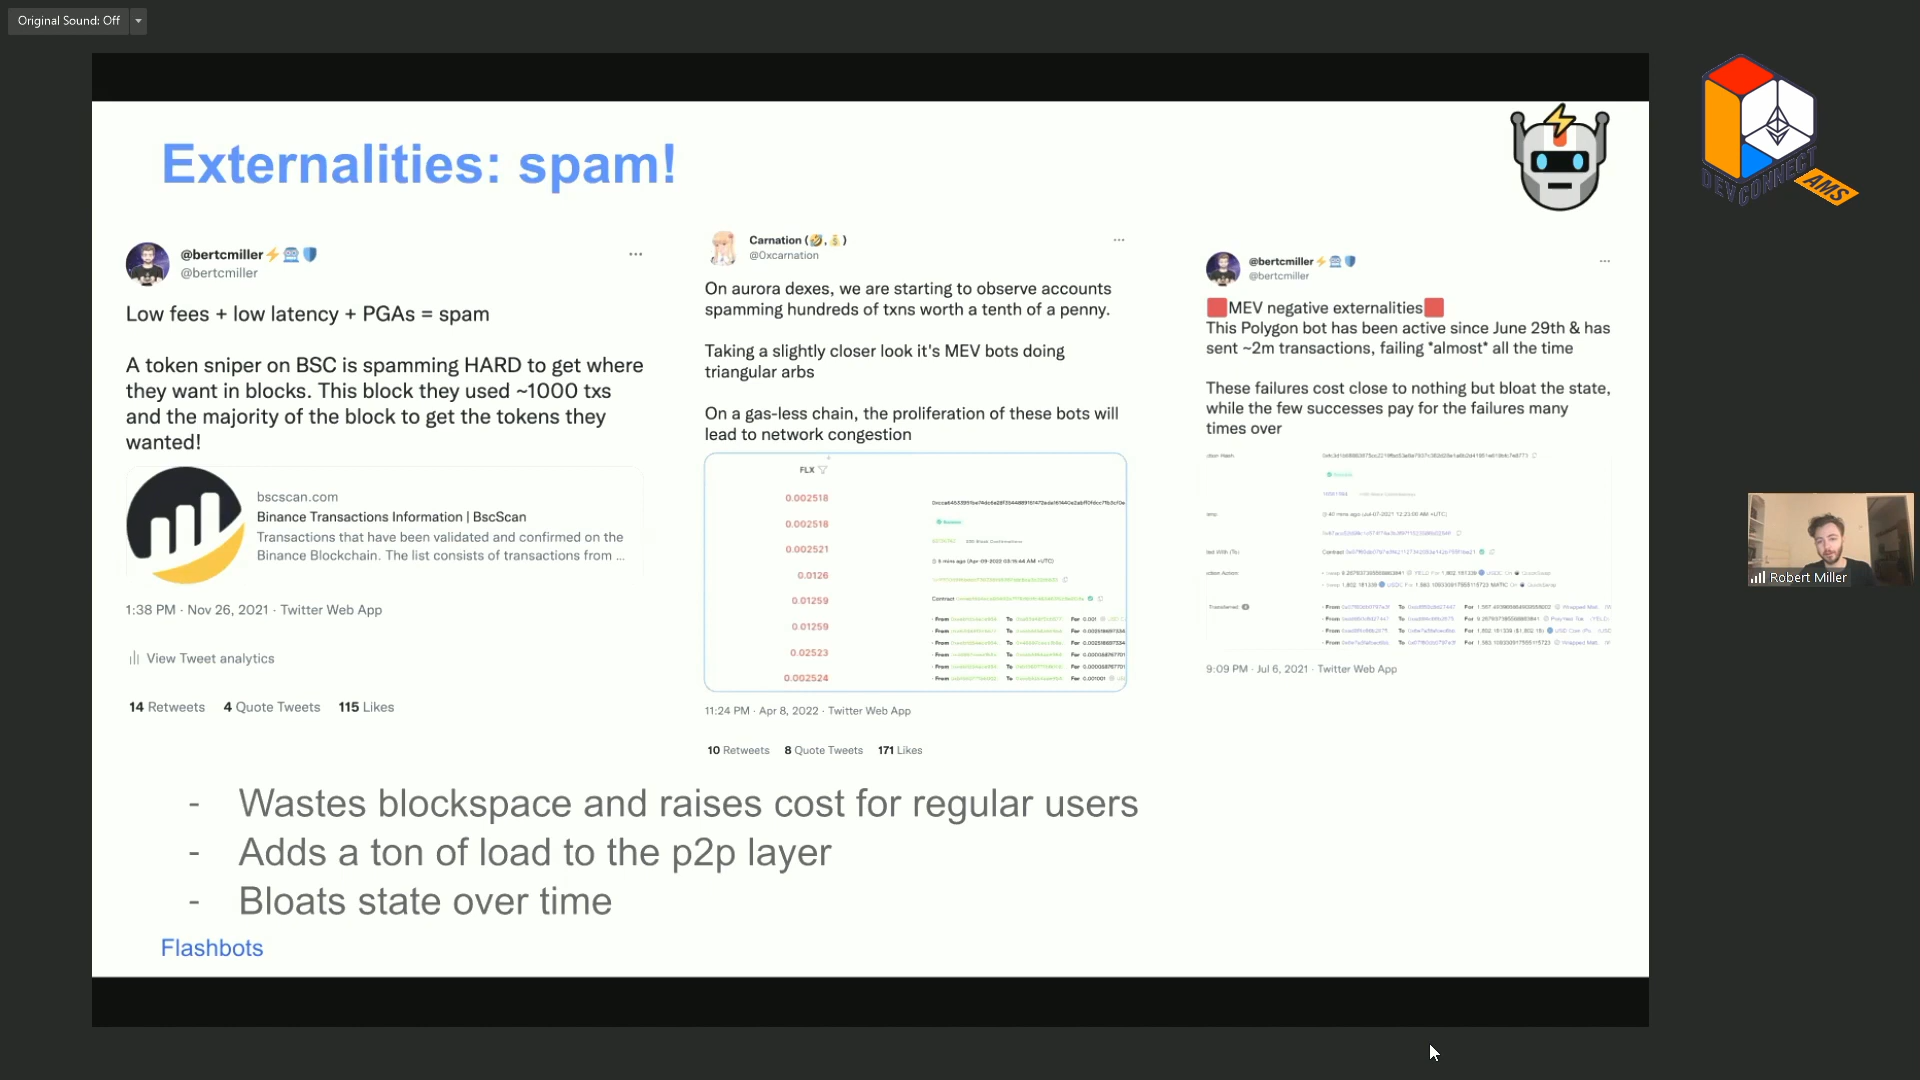 Original Sound: Off
Externalities: spam!
@bertcmiller
@bertcmiller
Low fees + low latency + PGAs = spam
A token sniper on BSC is spamming HARD to get where
they want in blocks. This block they used ~1000 txs
and the majority of the block to get the tokens they
wanted!
bscscan.com
Binance Transactions Information | BscScan
Transactions that have been validated and confirmed on the
Binance Blockchain. The list consists of transactions from ...
1:38 PM · Nov 26, 2021 · Twitter Web App
View Tweet analytics
14 Retweets 4 Quote Tweets 115 Likes
Carnation (🤣,💰)
@0xcarnation
On aurora dexes, we are starting to observe accounts
spamming hundreds of txns worth a tenth of a penny.
Taking a slightly closer look it's MEV bots doing
triangular arbs
On a gas-less chain, the proliferation of these bots will
lead to network congestion
FLX
0.002518
0.002518
0.002521
0.0126
0.01259
0.01259
0.02523
0.002524
11:24 PM · Apr 8, 2022 · Twitter Web App
10 Retweets 8 Quote Tweets 171 Likes
@bertcmiller
@bertcmiller
MEV negative externalities
This Polygon bot has been active since June 29th & has
sent ~2m transactions, failing *almost* all the time
These failures cost close to nothing but bloat the state,
while the few successes pay for the failures many
times over
9:09 PM · Jul 6, 2021 · Twitter Web App
- Wastes blockspace and raises cost for regular users
- Adds a ton of load to the p2p layer
- Bloats state over time
Flashbots
DEVCONNECT
AMS
Robert Miller